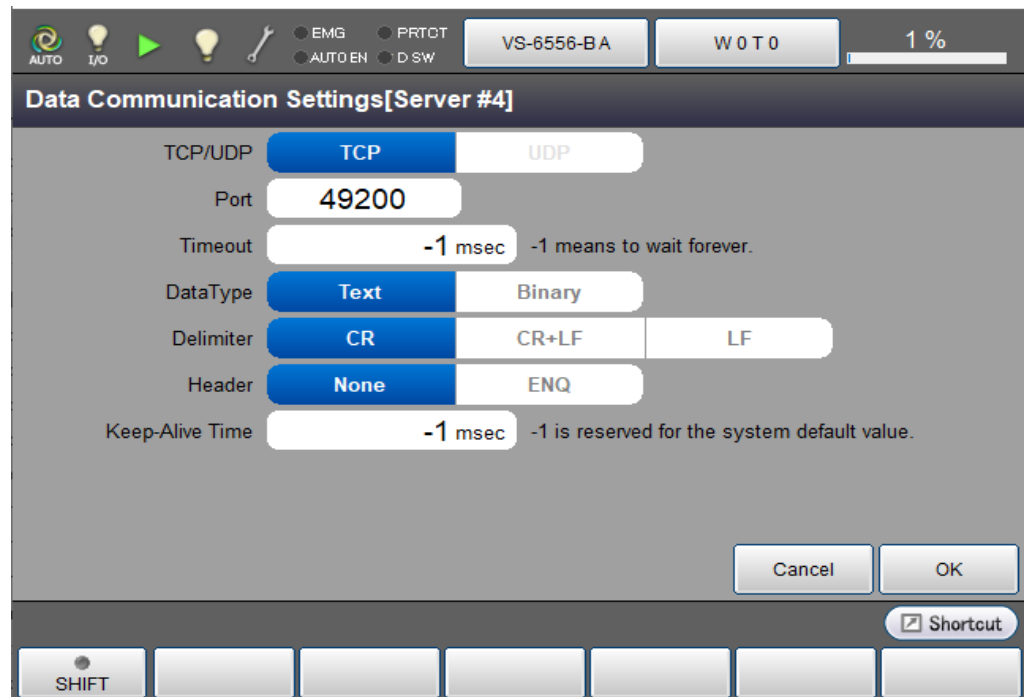 AUTO I/O EMG PRTCT AUTO EN D SW VS-6556-BA W0T0 1 %
Data Communication Settings[Server #4]
TCP/UDP TCP UDP
Port 49200
Timeout -1 msec -1 means to wait forever.
DataType Text Binary
Delimiter CR CR+LF LF
Header None ENQ
Keep-Alive Time -1 msec -1 is reserved for the system default value.
Cancel OK
Shortcut
SHIFT